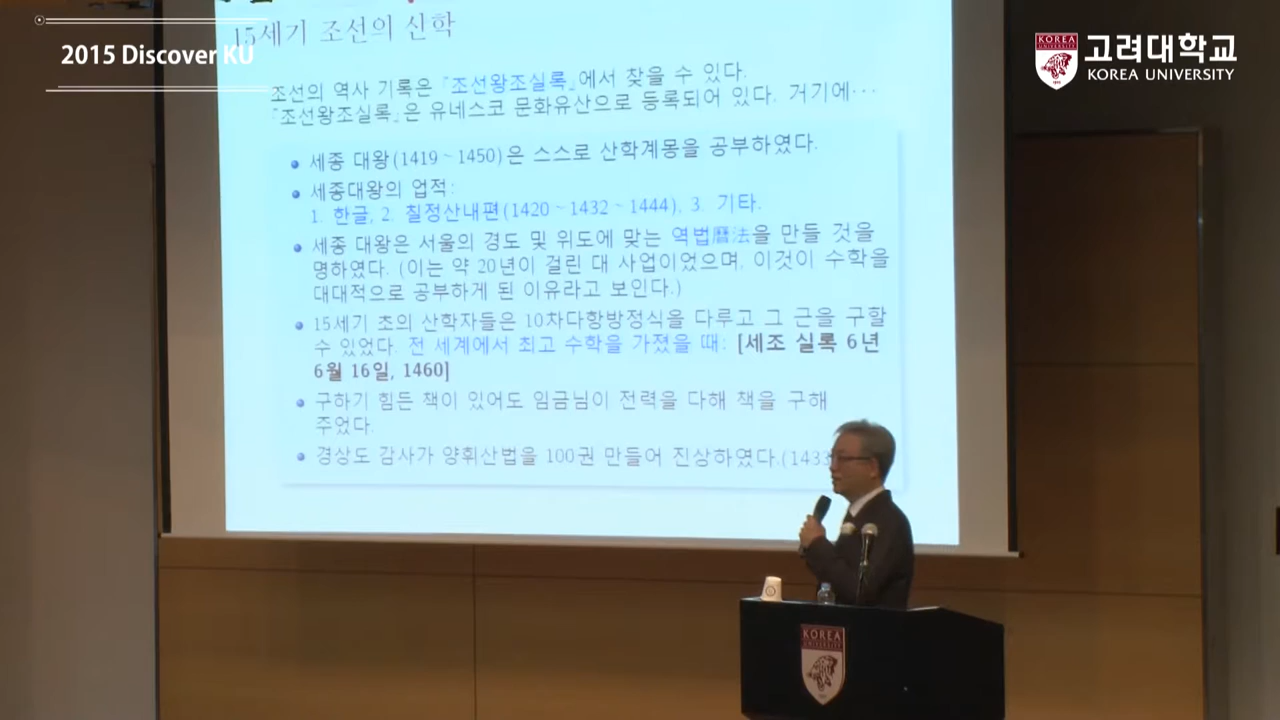 2015 Discover KU
고려대학교
KOREA UNIVERSITY
KOREA
UNIVERSITY
15세기 조선의 산학
조선의 역사 기록은 『조선왕조실록』에서 찾을 수 있다.
『조선왕조실록』은 유네스코 문화유산으로 등록되어 있다. 거기에…
세종 대왕(1419~1450)은 스스로 산학계몽을 공부하였다.
세종대왕의 업적:
1. 한글, 2. 칠정산내편(1420~1432~1444), 3. 기타.
세종 대왕은 서울의 경도 및 위도에 맞는 역법曆法을 만들 것을
명하였다. (이는 약 20년이 걸린 대 사업이었으며, 이것이 수학을
대대적으로 공부하게 된 이유라고 보인다.)
15세기 초의 산학자들은 10차다항방정식을 다루고 그 근을 구할
수 있었다. 전 세계에서 최고 수학을 가졌을 때: [세조 실록 6년
6월 16일, 1460]
구하기 힘든 책이 있어도 임금님이 전력을 다해 책을 구해
주었다.
경상도 감사가 양휘산법을 100권 만들어 진상하였다.(1433
KOREA
UNIVERSITY